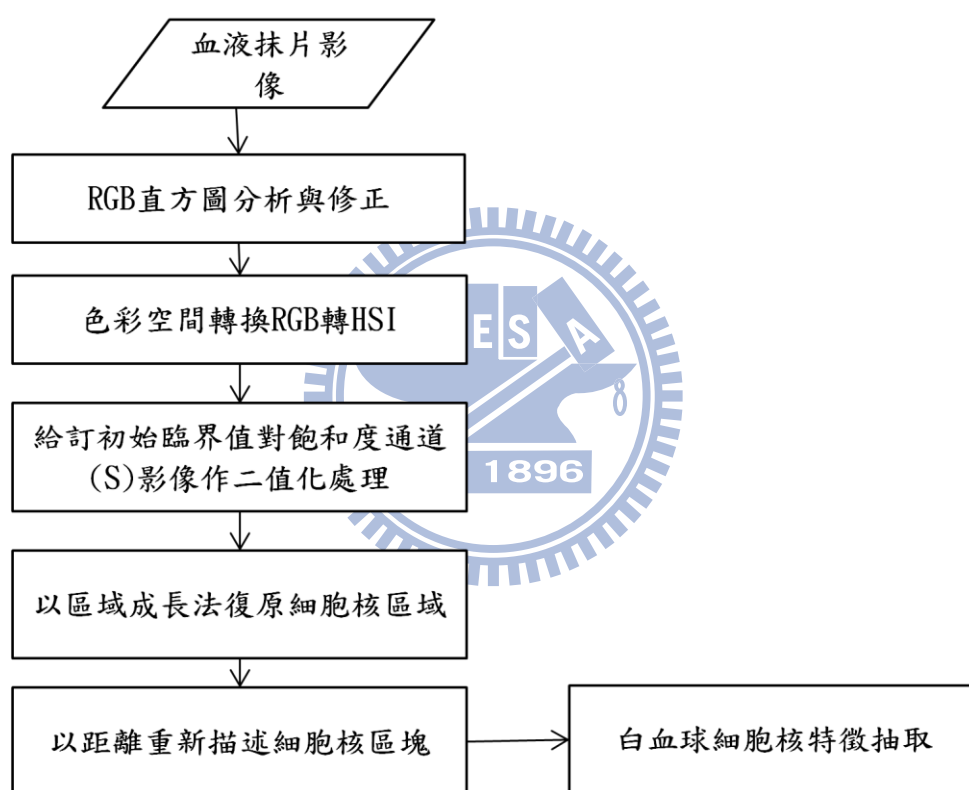 血液抹片影
像
RGB直方圖分析與修正
色彩空間轉換RGB轉HSI
ES
A
給訂初始臨界值對飽和度通道
(S)影像作二值化處理
1896
以區域成長法復原細胞核區域
以距離重新描述細胞核區塊
白血球細胞核特徵抽取